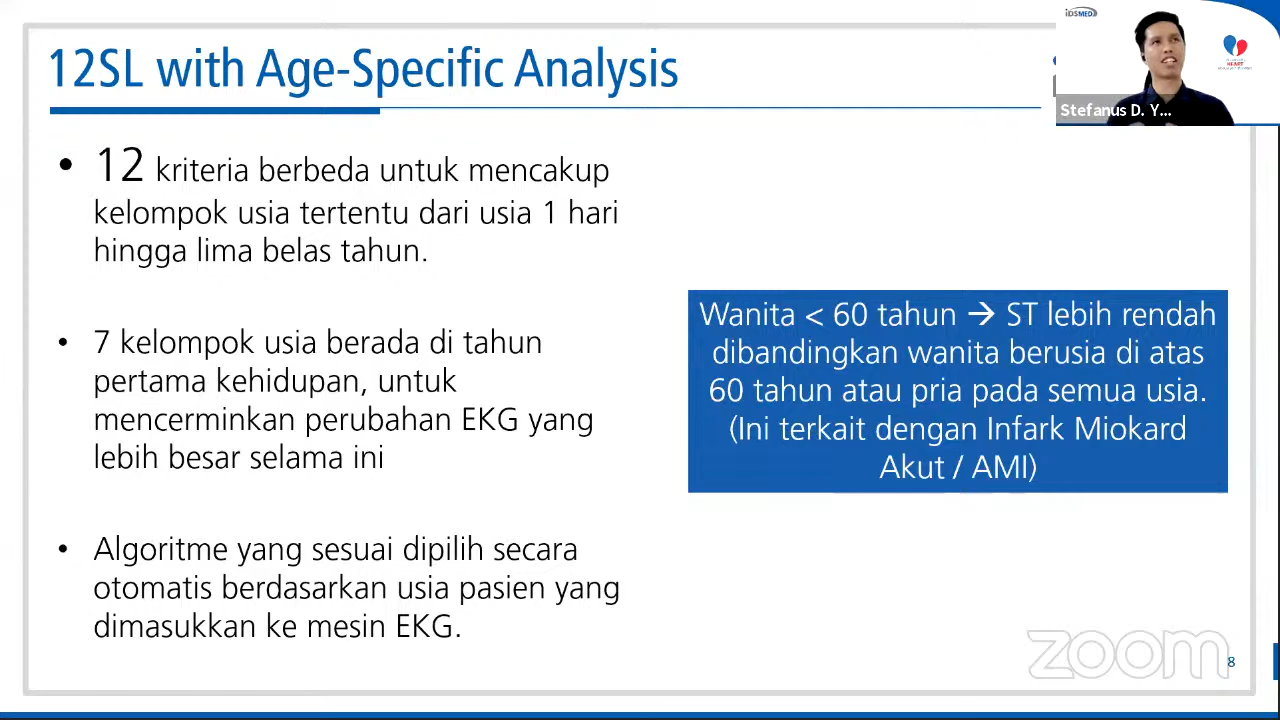 12SL with Age-Specific Analysis
iDSMED
HEART
Stefanus D. Y...
• 12 kriteria berbeda untuk mencakup
kelompok usia tertentu dari usia 1 hari
hingga lima belas tahun.
• 7 kelompok usia berada di tahun
pertama kehidupan, untuk
mencerminkan perubahan EKG yang
lebih besar selama ini
• Algoritme yang sesuai dipilih secara
otomatis berdasarkan usia pasien yang
dimasukkan ke mesin EKG.
Wanita < 60 tahun → ST lebih rendah
dibandingkan wanita berusia di atas
60 tahun atau pria pada semua usia.
(Ini terkait dengan Infark Miokard
Akut / AMI)
zoom
8